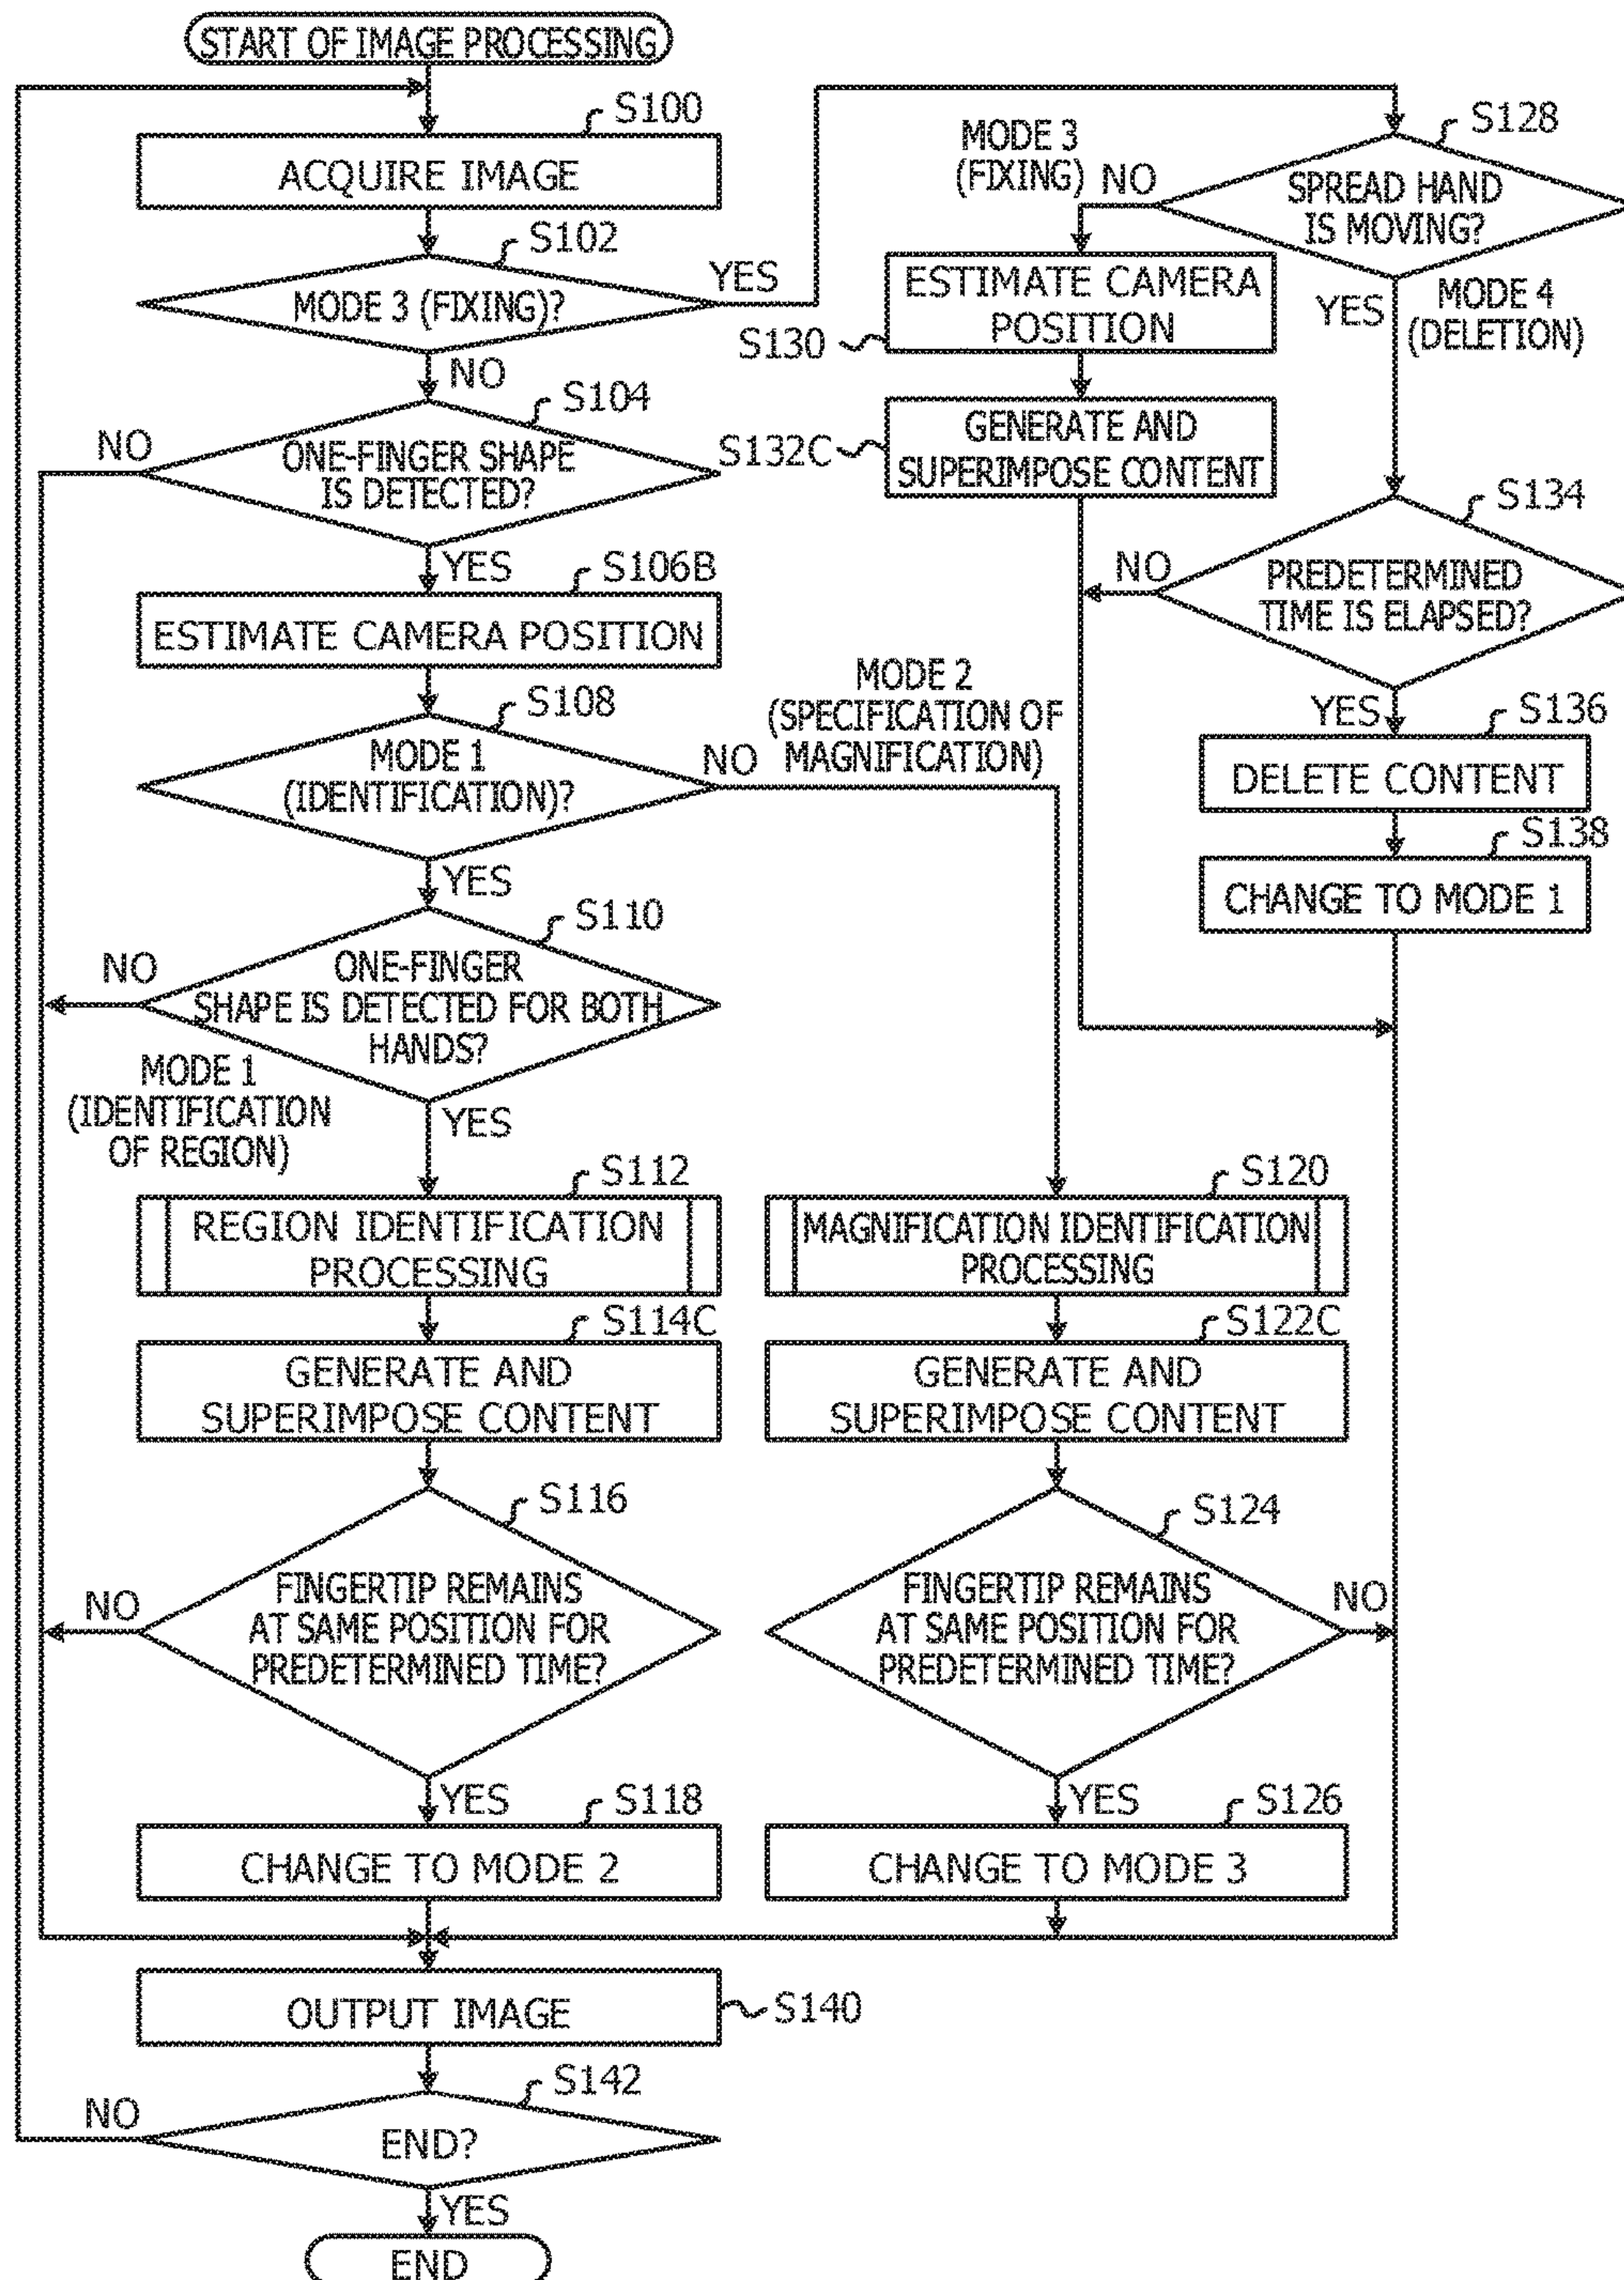 START OF IMAGE PROCESSING
S100
ACQUIRE IMAGE
S102
MODE 3 (FIXING)?
YES
NO
S104
NO
ONE-FINGER SHAPE
IS DETECTED?
YES
S106B
ESTIMATE CAMERA POSITION
S108
MODE 1
(IDENTIFICATION)?
NO
MODE 2
(SPECIFICATION OF
MAGNIFICATION)
YES
S110
NO
ONE-FINGER
SHAPE IS DETECTED FOR BOTH
HANDS?
MODE 1
(IDENTIFICATION
OF REGION)
YES
S112
REGION IDENTIFICATION
PROCESSING
S114C
GENERATE AND
SUPERIMPOSE CONTENT
S116
NO
FINGERTIP REMAINS
AT SAME POSITION FOR
PREDETERMINED TIME?
YES
S118
CHANGE TO MODE 2
S120
MAGNIFICATION IDENTIFICATION
PROCESSING
S122C
GENERATE AND
SUPERIMPOSE CONTENT
S124
FINGERTIP REMAINS
AT SAME POSITION FOR
PREDETERMINED TIME?
NO
YES
S126
CHANGE TO MODE 3
S128
SPREAD HAND
IS MOVING?
MODE 3
(FIXING)
NO
ESTIMATE CAMERA
POSITION
S130
GENERATE AND
SUPERIMPOSE CONTENT
S132C
YES
MODE 4
(DELETION)
S134
NO
PREDETERMINED
TIME IS ELAPSED?
YES
S136
DELETE CONTENT
S138
CHANGE TO MODE 1
OUTPUT IMAGE
S140
S142
NO
END?
YES
END